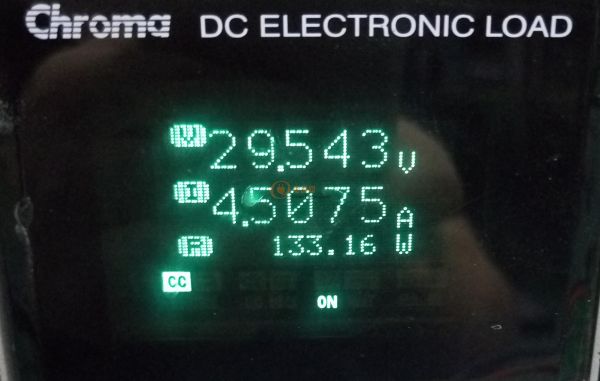 Chroma DC ELECTRONIC LOAD
V 29.543 V
I 4.5075 A
P 133.16 W
CC
ON